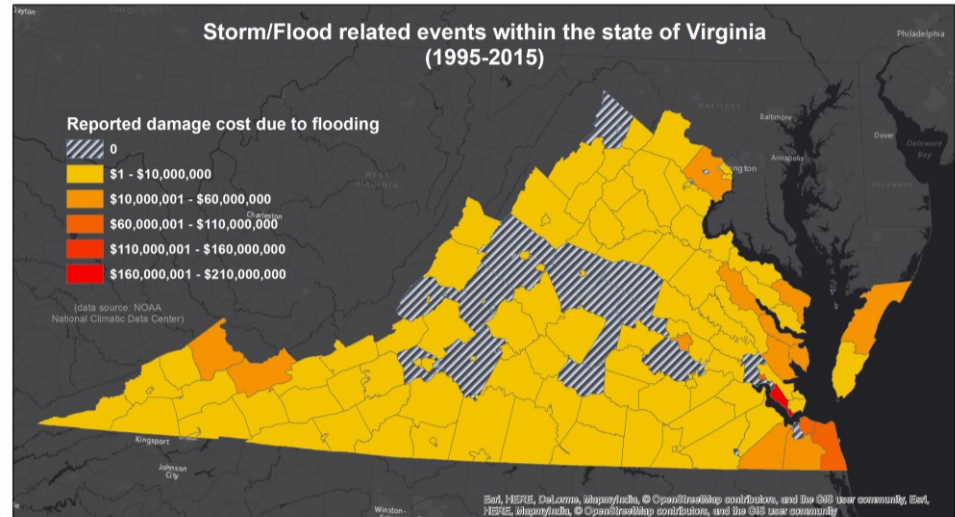 Dayton
Storm/Flood related events within the state of Virginia
(1995-2015)
Philadelphia
Reported damage cost due to flooding
0
$1 - $10,000,000
$10,000,001 - $60,000,000
$60,000,001 - $110,000,000
$110,000,001 - $160,000,000
$160,000,001 - $210,000,000
(data source: NOAA
National Climatic Data Center)
WEST
VIRGINIA
Charleston
MARYLAND
Baltimore
Dover
Delaware
Bay
Annapolis
ington
DELAWARE
Kingsport
Johnson
City
Winston-
Esri, HERE, DeLorme, MapmyIndia, © OpenStreetMap contributors, and the GIS user community, Esri,
HERE, MapmyIndia, © OpenStreetMap contributors, and the GIS user community